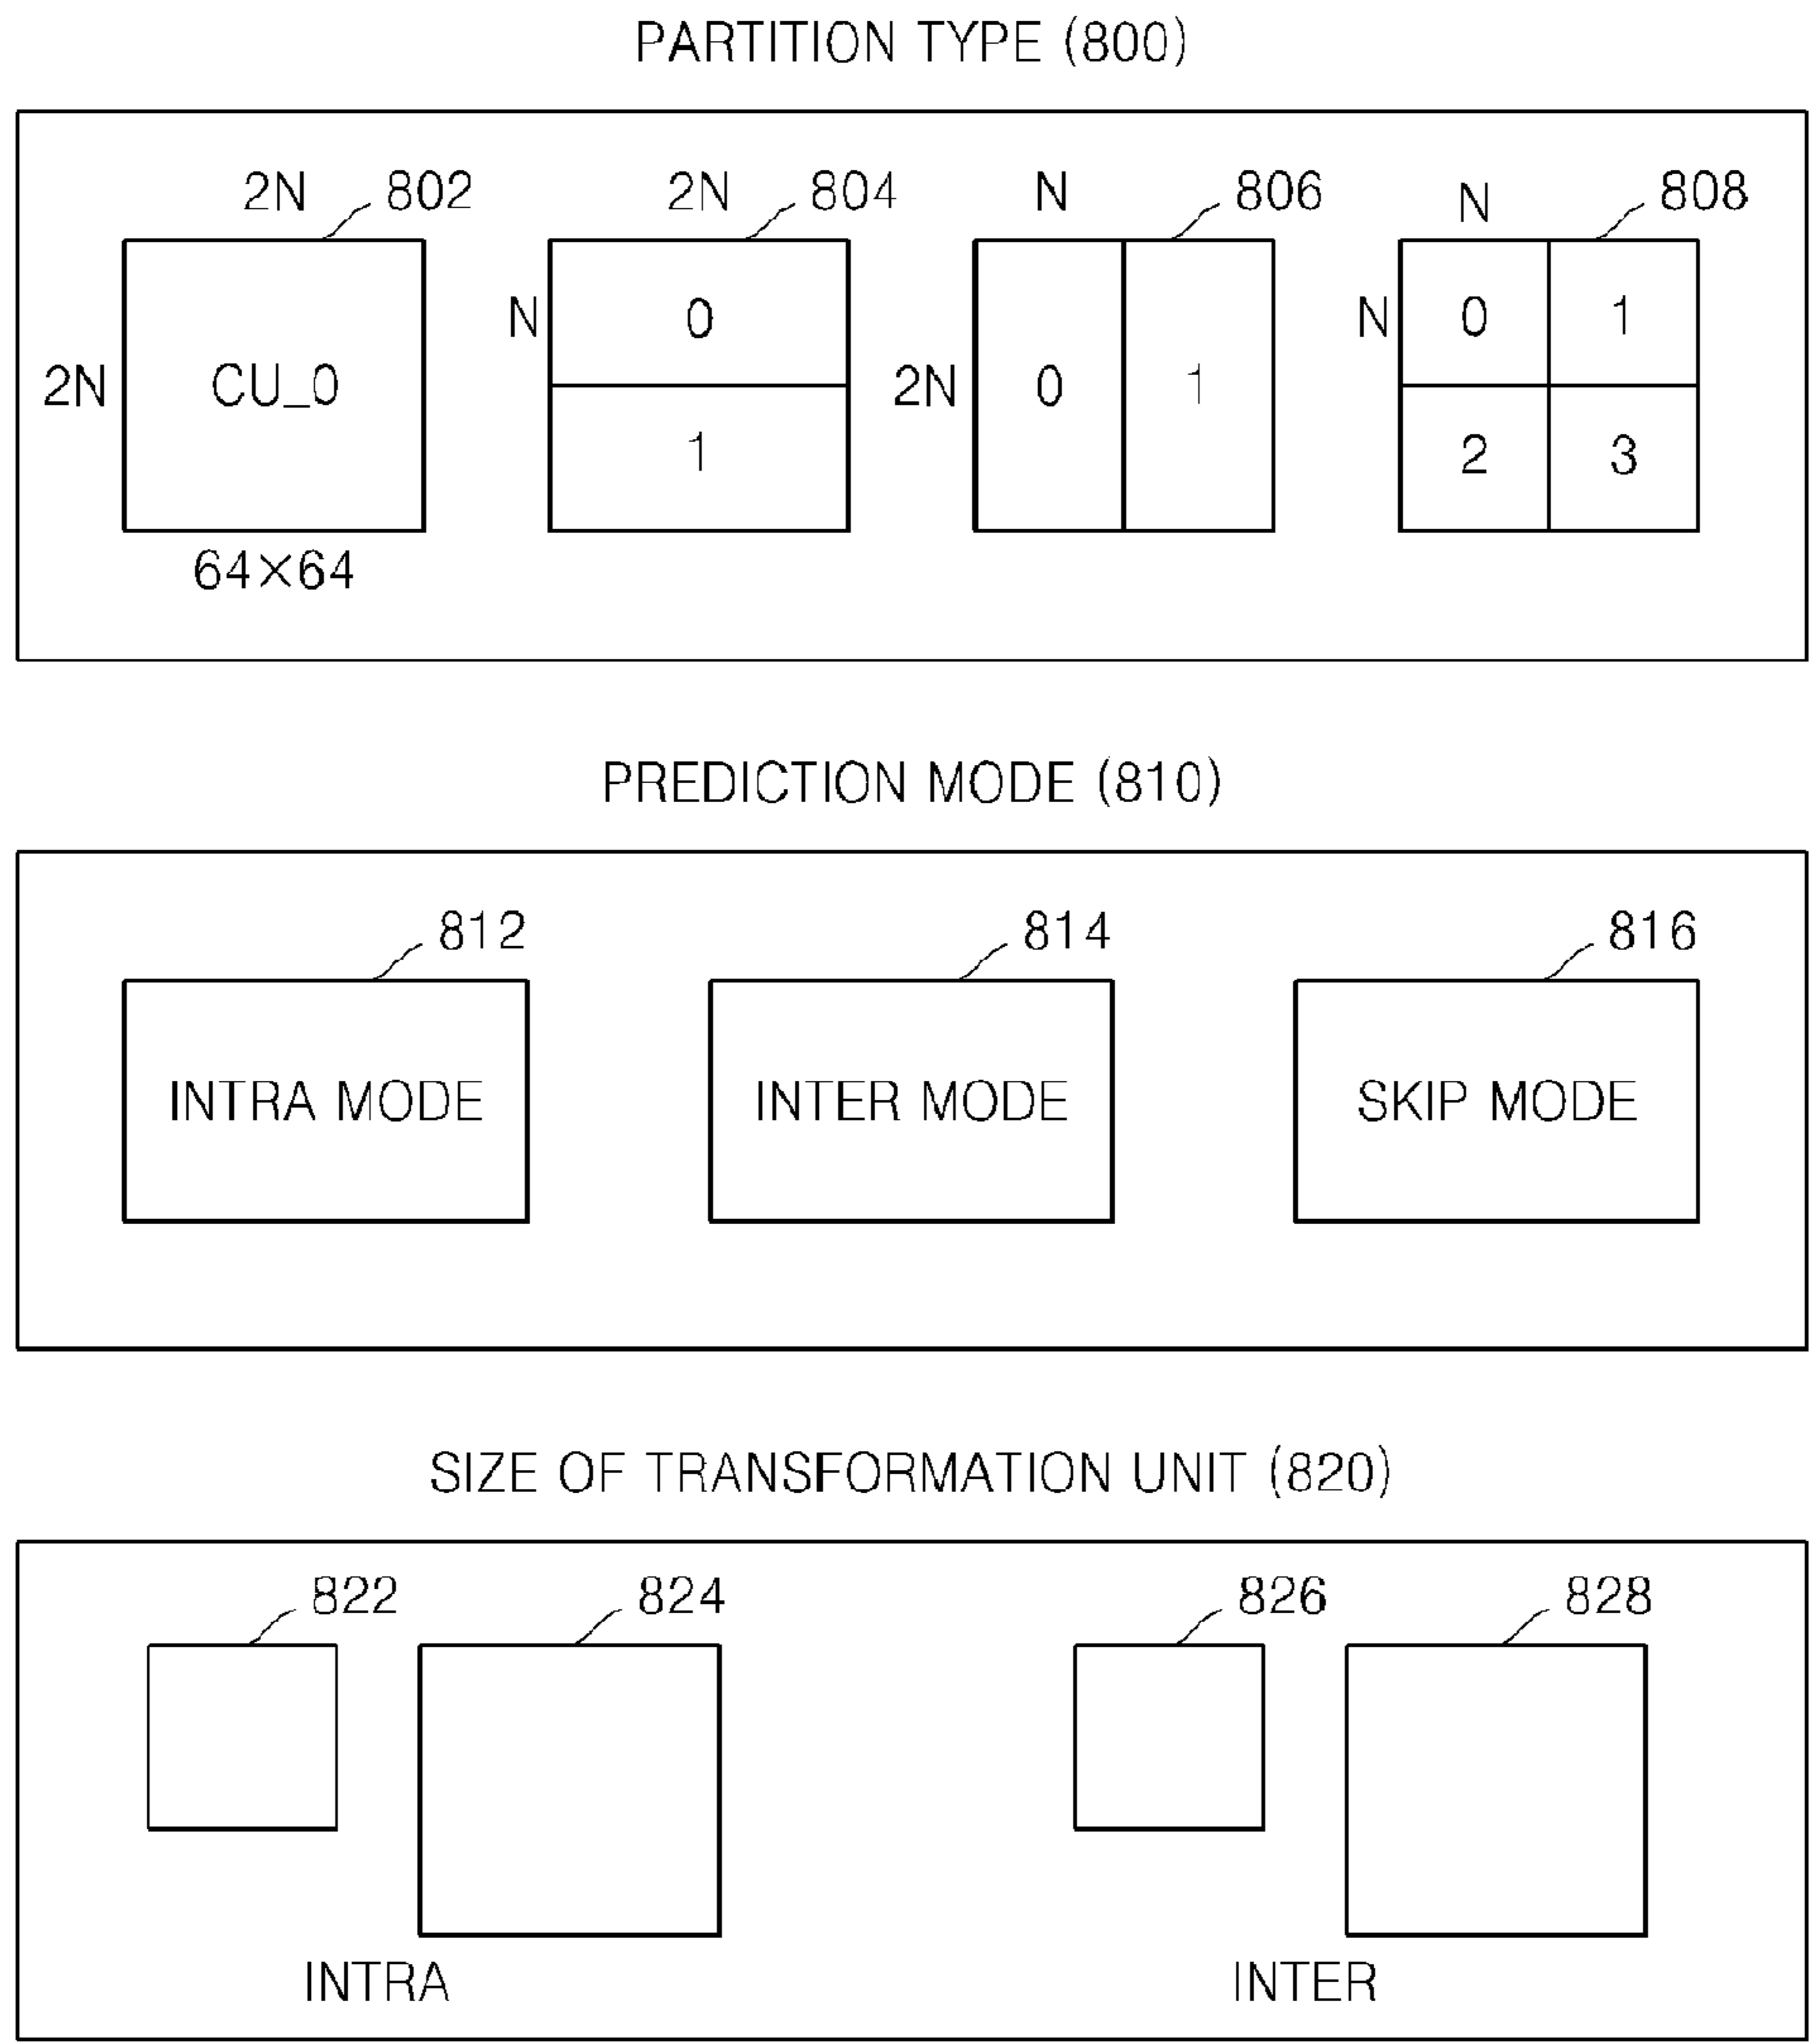 PARTITION TYPE (800)
2N 802 2N 804 N 806 N 808
2N CU_0 N 0 1 2N 0 1 N 0 1 2 3
64×64
PREDICTION MODE (810)
812 814 816
INTRA MODE INTER MODE SKIP MODE
SIZE OF TRANSFORMATION UNIT (820)
822 824 826 828
INTRA INTER